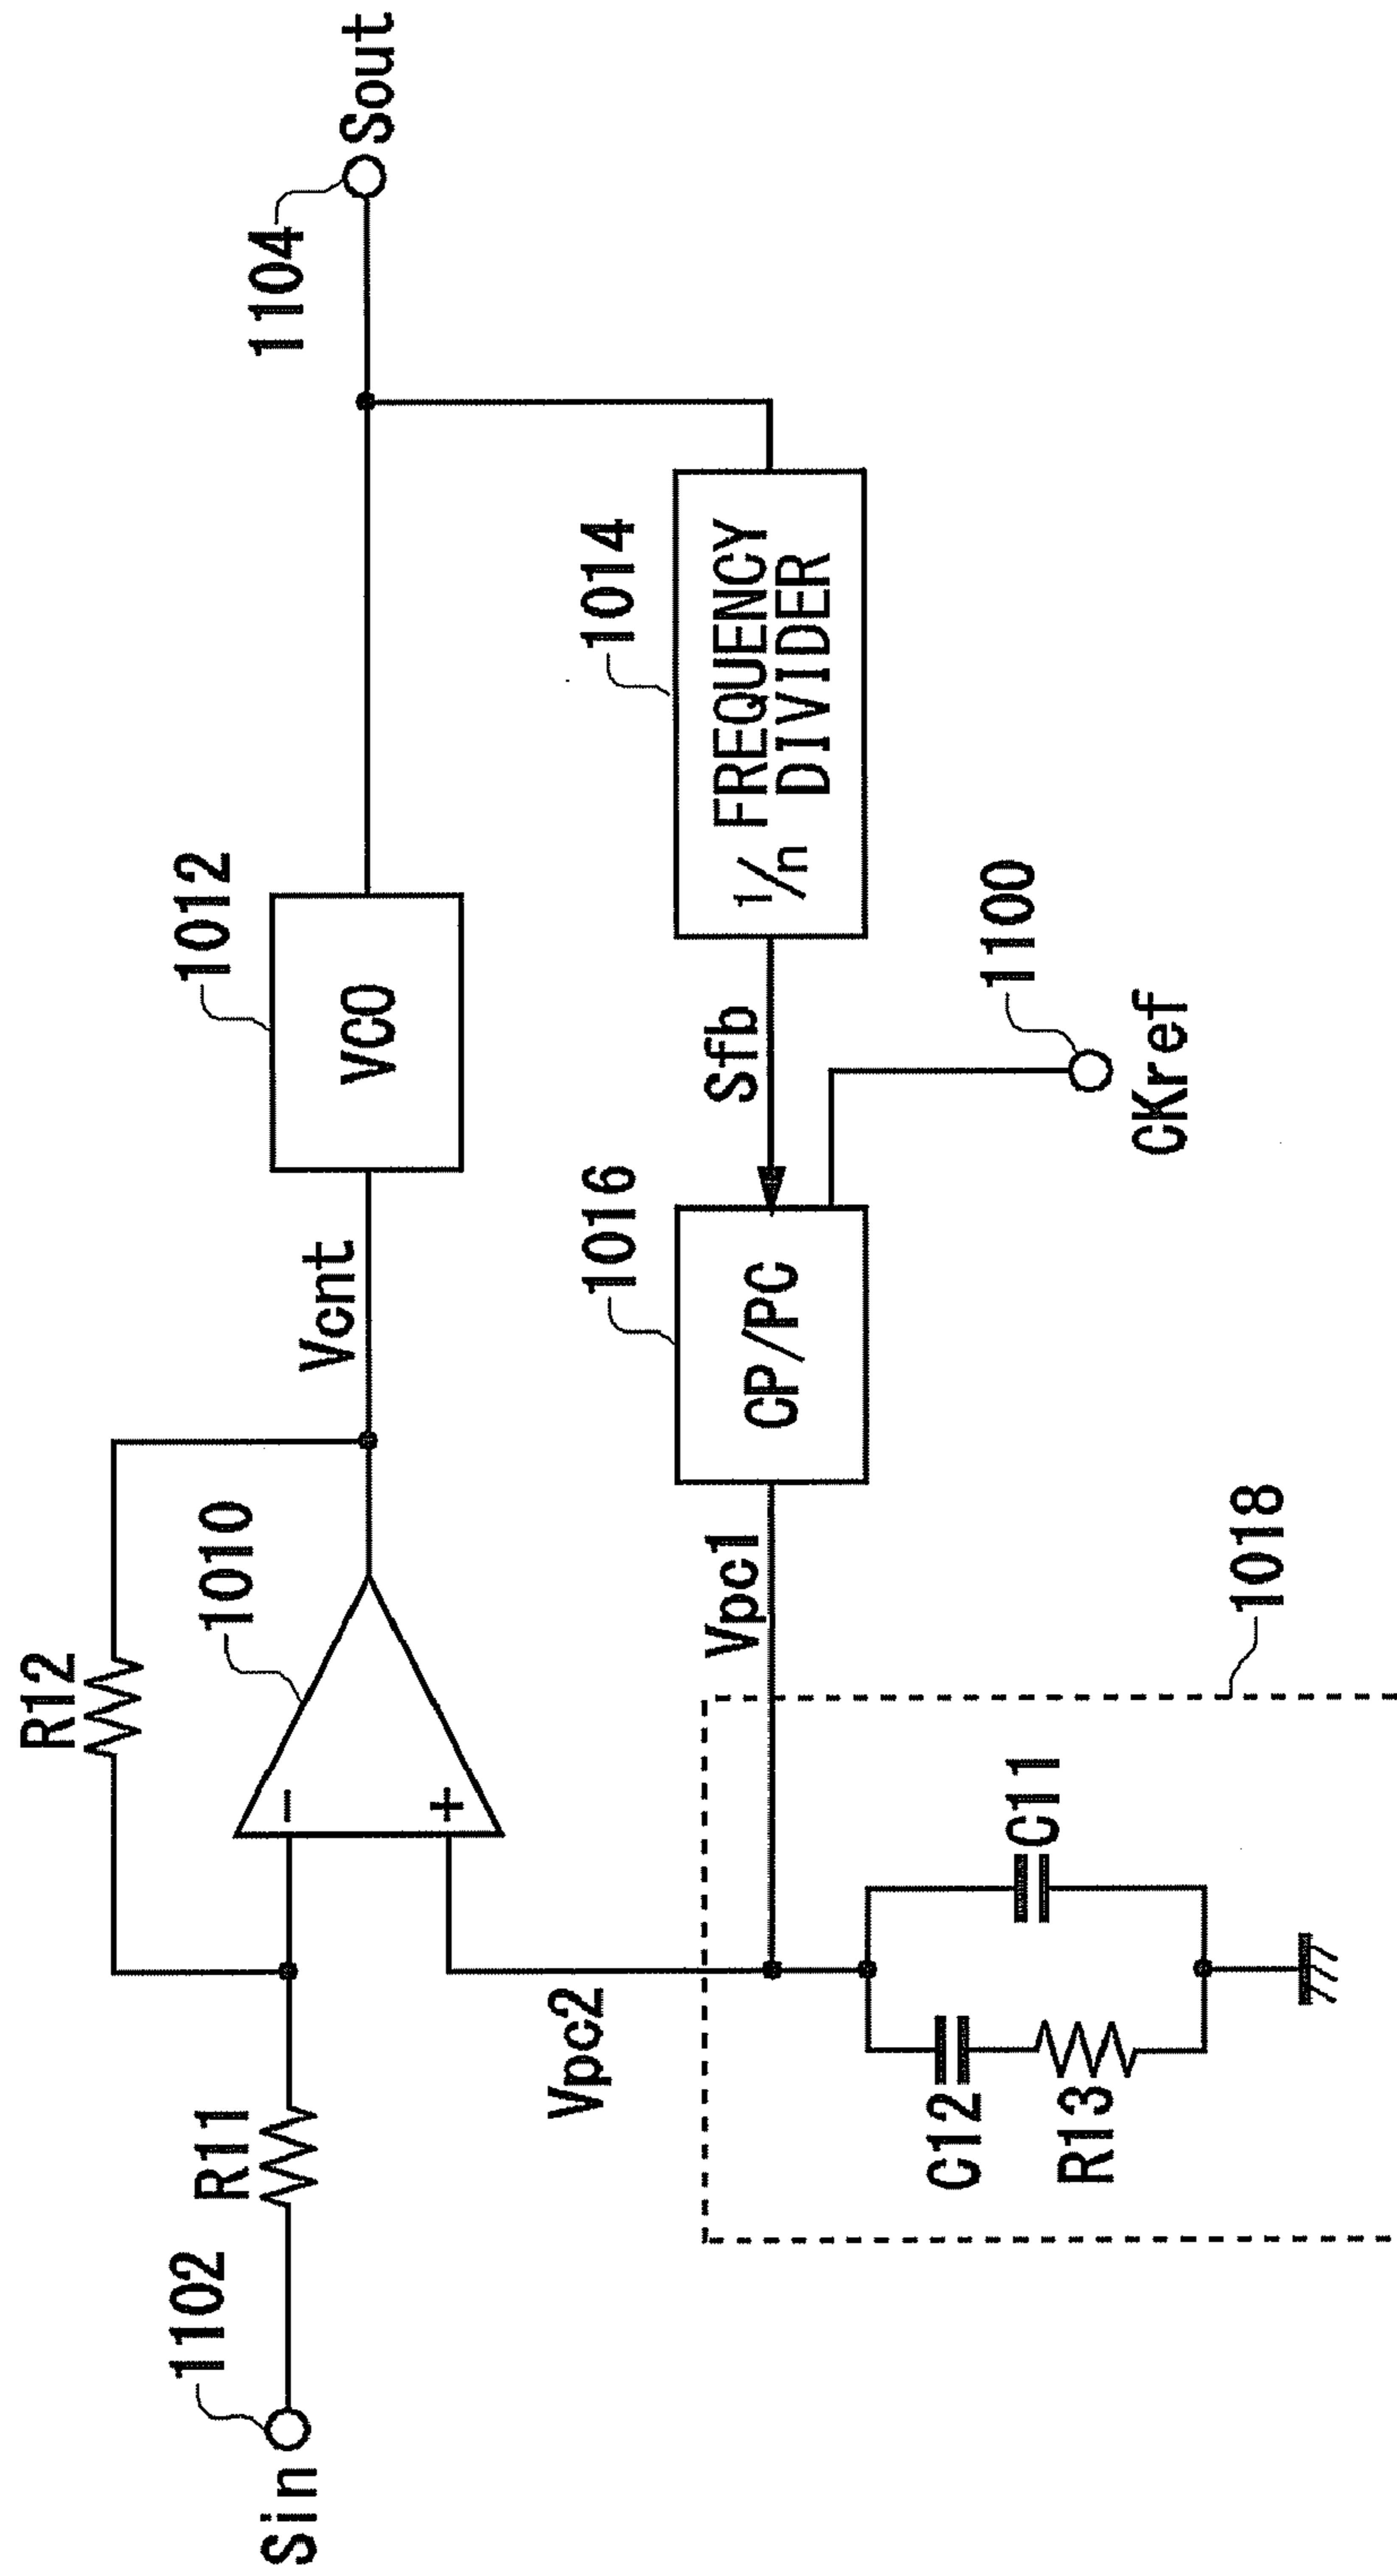 R12
1010
1012
1104
Sout
1102
R11
−
+
Vcnt
VCO
Sin
Vpc2
Vpc1
1016
CP/PC
Sfb
1014
1/n FREQUENCY
DIVIDER
1100
CKref
C12
R13
C11
1018